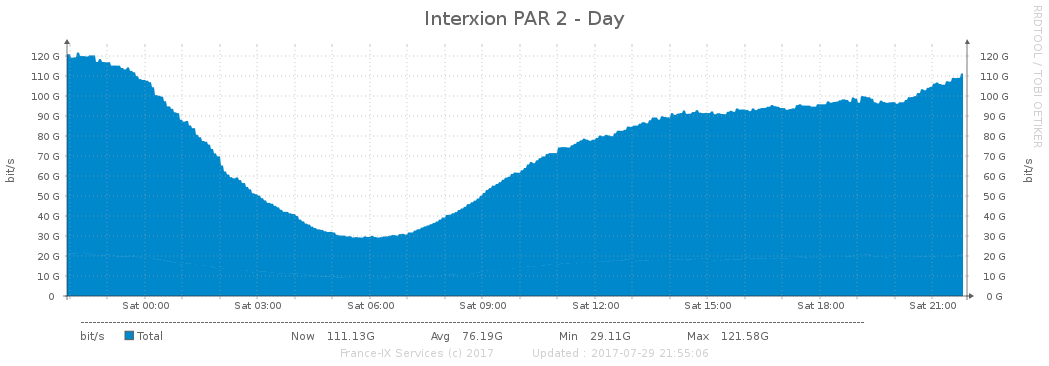 Interxion PAR 2 - Day
RRDTOOL / TOBI OETIKER
bit/s
120 G
110 G
100 G
90 G
80 G
70 G
60 G
50 G
40 G
30 G
20 G
10 G
0
120 G
110 G
100 G
90 G
80 G
70 G
60 G
50 G
40 G
30 G
20 G
10 G
0 G
bit/s
Sat 00:00 Sat 03:00 Sat 06:00 Sat 09:00 Sat 12:00 Sat 15:00 Sat 18:00 Sat 21:00
bit/s Total Now 111.13G Avg 76.19G Min 29.11G Max 121.58G
France-IX Services (c) 2017 Updated : 2017-07-29 21:55:06